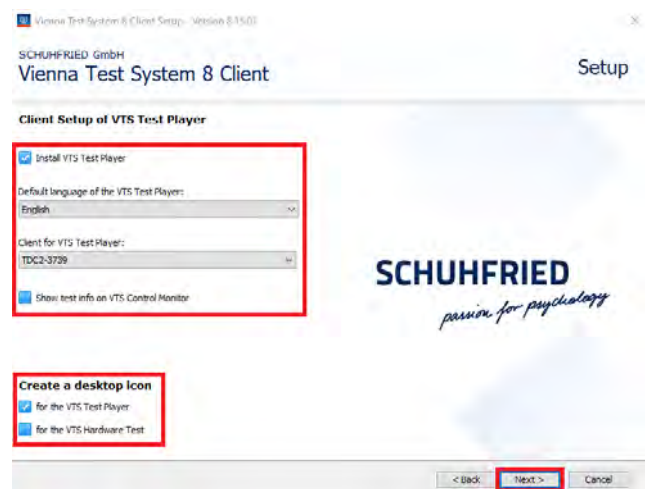 Vienna Test System 8 Client Setup - Version 8.15.02
SCHUHFRIED GmbH
Vienna Test System 8 Client
Setup
Client Setup of VTS Test Player
Install VTS Test Player
Default language of the VTS Test Player:
English
Client for VTS Test Player:
TDC2-3739
Show test info on VTS Control Monitor
SCHUHFRIED
passion for psychology
Create a desktop icon
for the VTS Test Player
for the VTS Hardware Test
< Back
Next >
Cancel